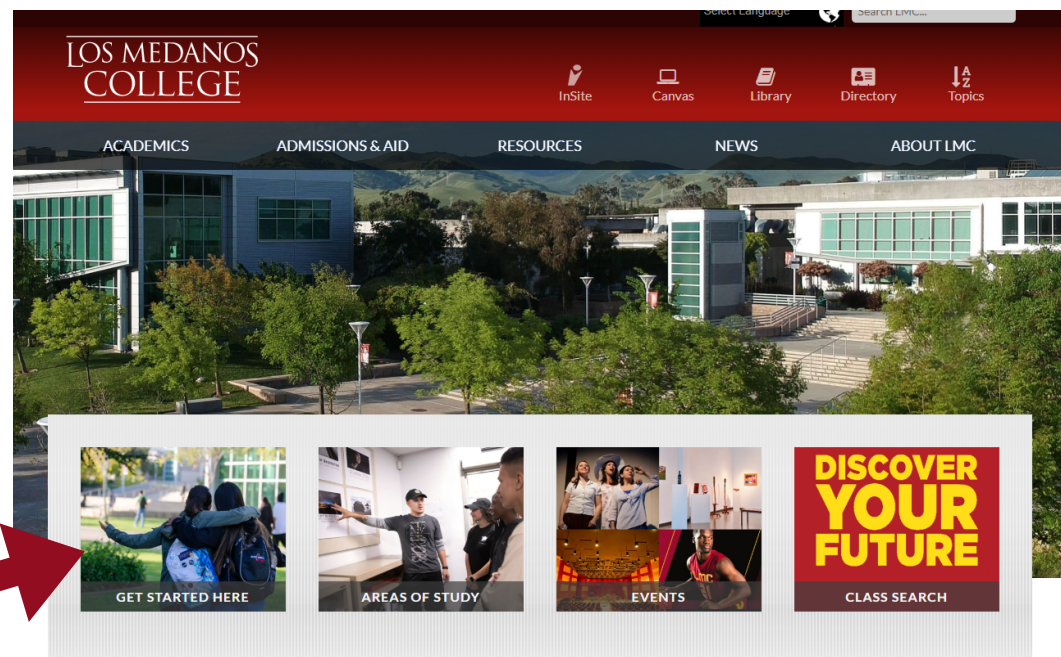 Select Language
Search LMC...
LOS MEDANOS
COLLEGE
InSite
Canvas
Library
Directory
Topics
ACADEMICS
ADMISSIONS & AID
RESOURCES
NEWS
ABOUT LMC
GET STARTED HERE
AREAS OF STUDY
EVENTS
DISCOVER
YOUR
FUTURE
CLASS SEARCH